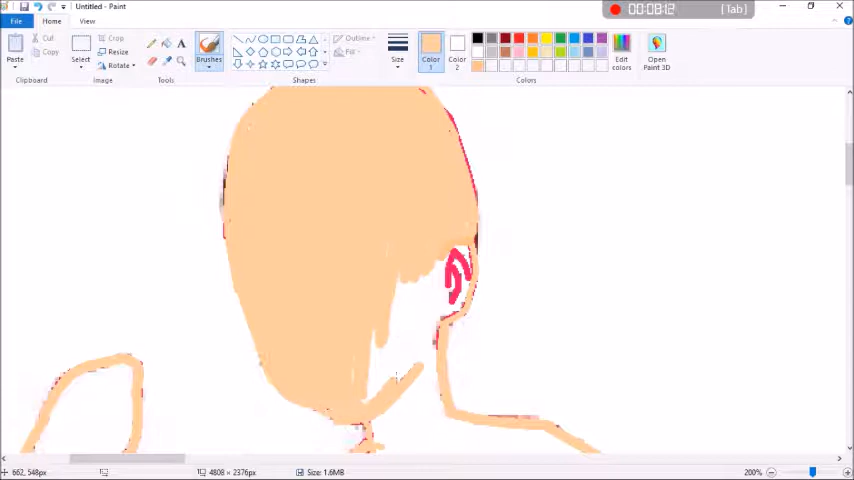 Untitled - Paint
00:08:12
[Tab]
File
Home
View
Paste
Cut
Copy
Clipboard
Select
Crop
Resize
Rotate
Image
A
Tools
Brushes
Outline
Fill
Shapes
Size
Color
1
Color
2
Colors
Edit
colors
Open
Paint 3D
662, 548px
4808 × 2376px
Size: 1.6MB
200%